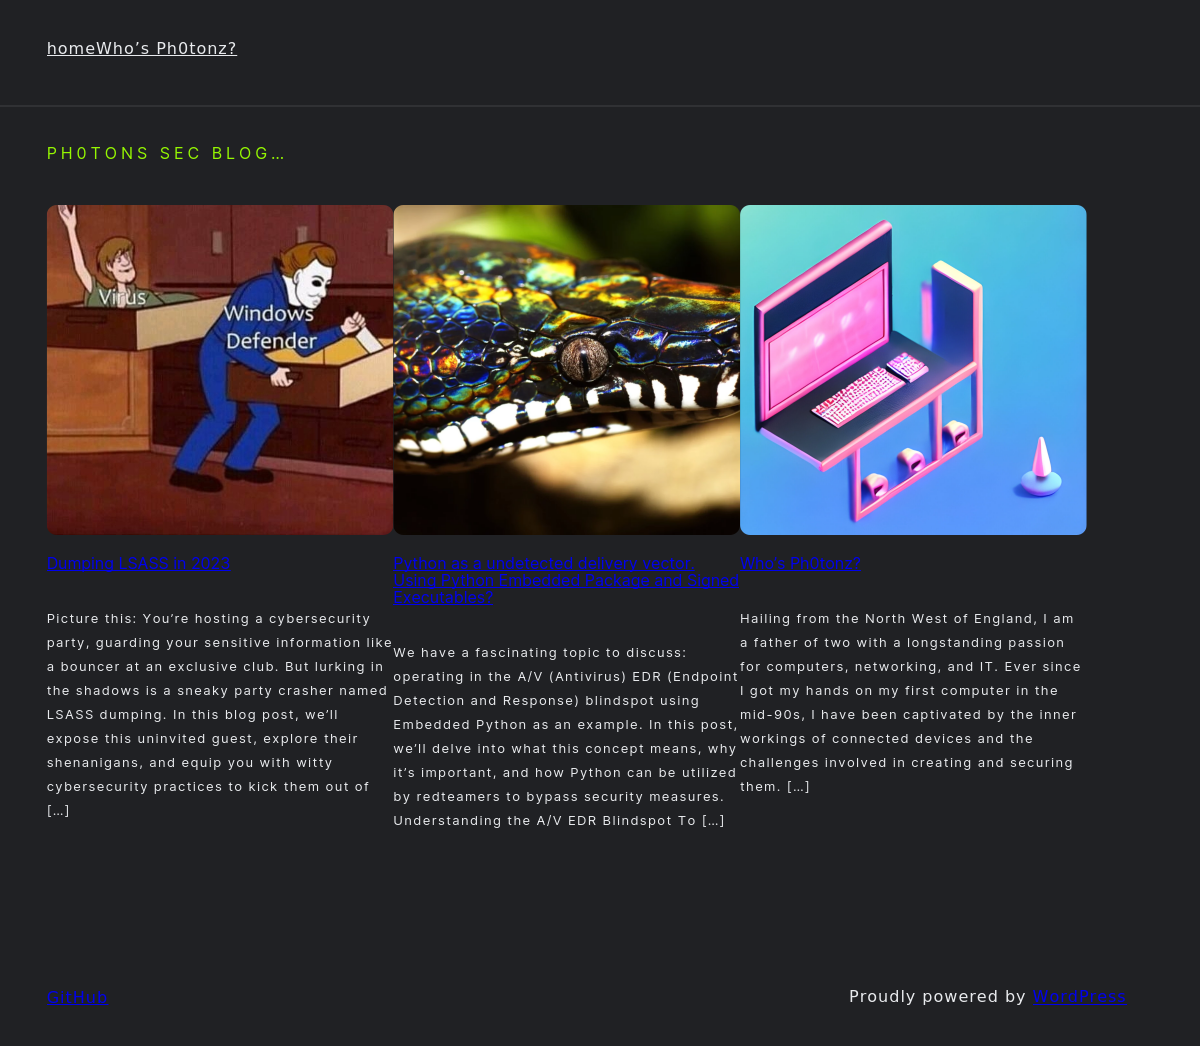 homeWho’s Ph0tonz?
PH0TONS SEC BLOG…
Virus
Windows
Defender
Dumping LSASS in 2023
Picture this: You’re hosting a cybersecurity
party, guarding your sensitive information like
a bouncer at an exclusive club. But lurking in
the shadows is a sneaky party crasher named
LSASS dumping. In this blog post, we’ll
expose this uninvited guest, explore their
shenanigans, and equip you with witty
cybersecurity practices to kick them out of
[…]
Python as a undetected delivery vector.
Using Python Embedded Package and Signed
Executables?
We have a fascinating topic to discuss:
operating in the A/V (Antivirus) EDR (Endpoint
Detection and Response) blindspot using
Embedded Python as an example. In this post,
we’ll delve into what this concept means, why
it’s important, and how Python can be utilized
by redteamers to bypass security measures.
Understanding the A/V EDR Blindspot To […]
Who’s Ph0tonz?
Hailing from the North West of England, I am
a father of two with a longstanding passion
for computers, networking, and IT. Ever since
I got my hands on my first computer in the
mid-90s, I have been captivated by the inner
workings of connected devices and the
challenges involved in creating and securing
them. […]
GitHub
Proudly powered by WordPress